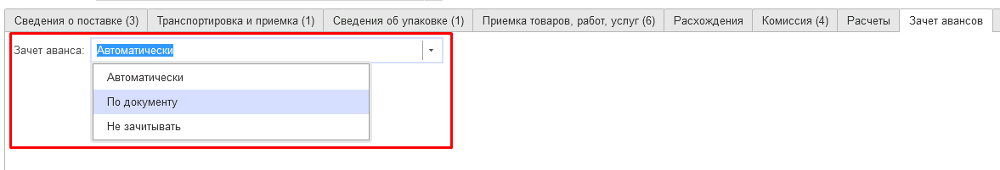 Сведения о поставке (3) Транспортировка и приемка (1) Сведения об упаковке (1) Приемка товаров, работ, услуг (6) Расхождения Комиссия (4) Расчеты Зачет авансов
Зачет аванса: Автоматически
Автоматически
По документу
Не зачитывать